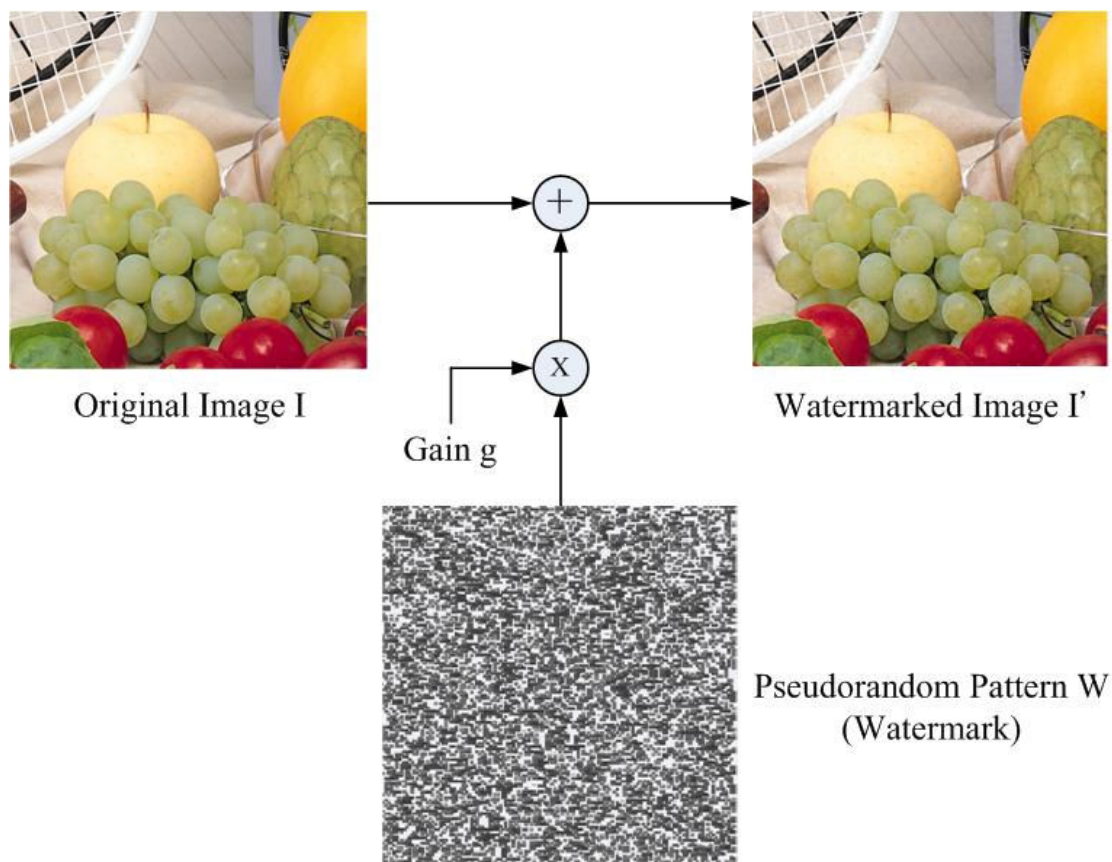 +
X
Original Image I
Watermarked Image I’
Gain g
Pseudorandom Pattern W
(Watermark)